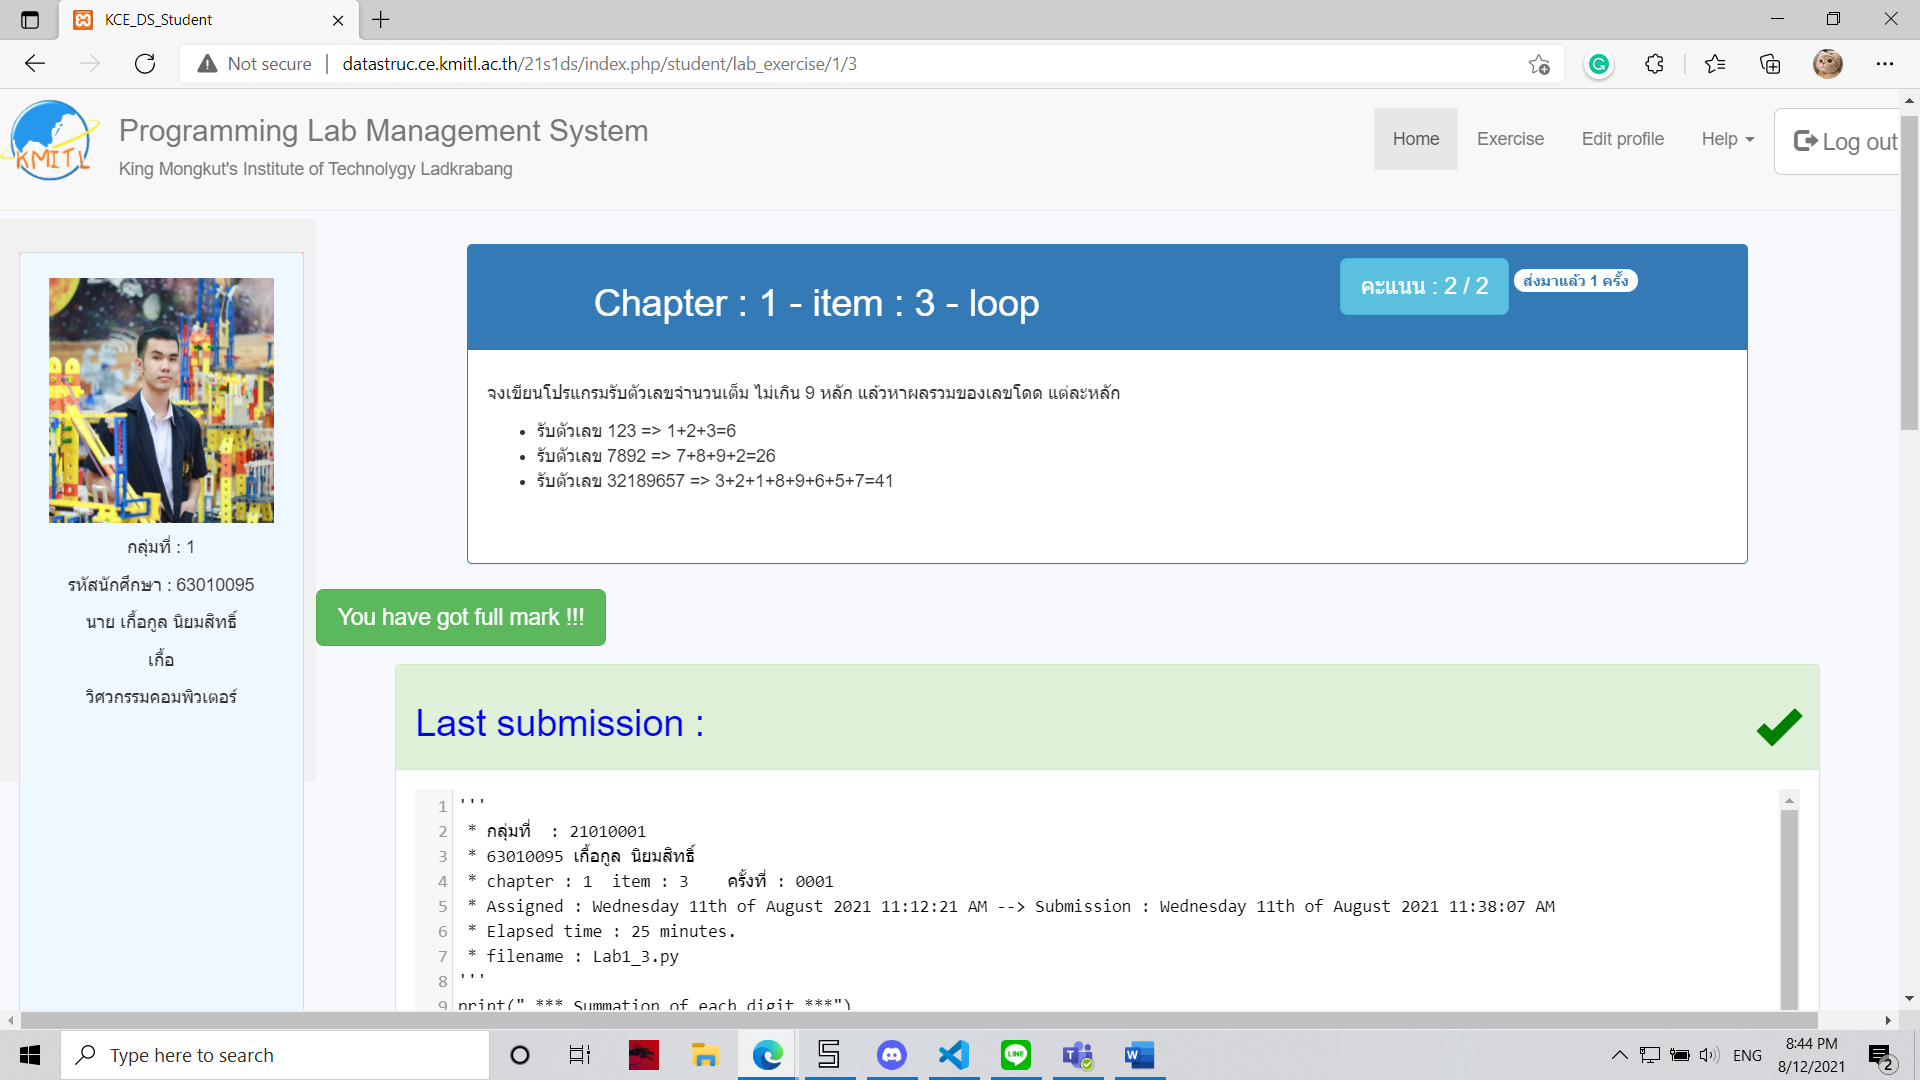 KCE_DS_Student
Not secure
datastruc.ce.kmitl.ac.th/21s1ds/index.php/student/lab_exercise/1/3
KMITL
Programming Lab Management System
King Mongkut's Institute of Technolygy Ladkrabang
Home
Exercise
Edit profile
Help
Log out
กลุ่มที่ : 1
รหัสนักศึกษา : 63010095
นาย เกื้อกูล นิยมสิทธิ์
เกื้อ
วิศวกรรมคอมพิวเตอร์
Chapter : 1 - item : 3 - loop
คะแนน : 2 / 2
ส่งมาแล้ว 1 ครั้ง
จงเขียนโปรแกรมรับตัวเลขจำนวนเต็ม ไม่เกิน 9 หลัก แล้วหาผลรวมของเลขโดด แต่ละหลัก
• รับตัวเลข 123 => 1+2+3=6
• รับตัวเลข 7892 => 7+8+9+2=26
• รับตัวเลข 32189657 => 3+2+1+8+9+6+5+7=41
You have got full mark !!!
Last submission :
1 '''
2 * กลุ่มที่ : 21010001
3 * 63010095 เกื้อกูล นิยมสิทธิ์
4 * chapter : 1 item : 3 ครั้งที่ : 0001
5 * Assigned : Wednesday 11th of August 2021 11:12:21 AM --> Submission : Wednesday 11th of August 2021 11:38:07 AM
6 * Elapsed time : 25 minutes.
7 * filename : Lab1_3.py
8 '''
9 print(" *** Summation of each digit ***")
Type here to search
ENG
8:44 PM
8/12/2021
2